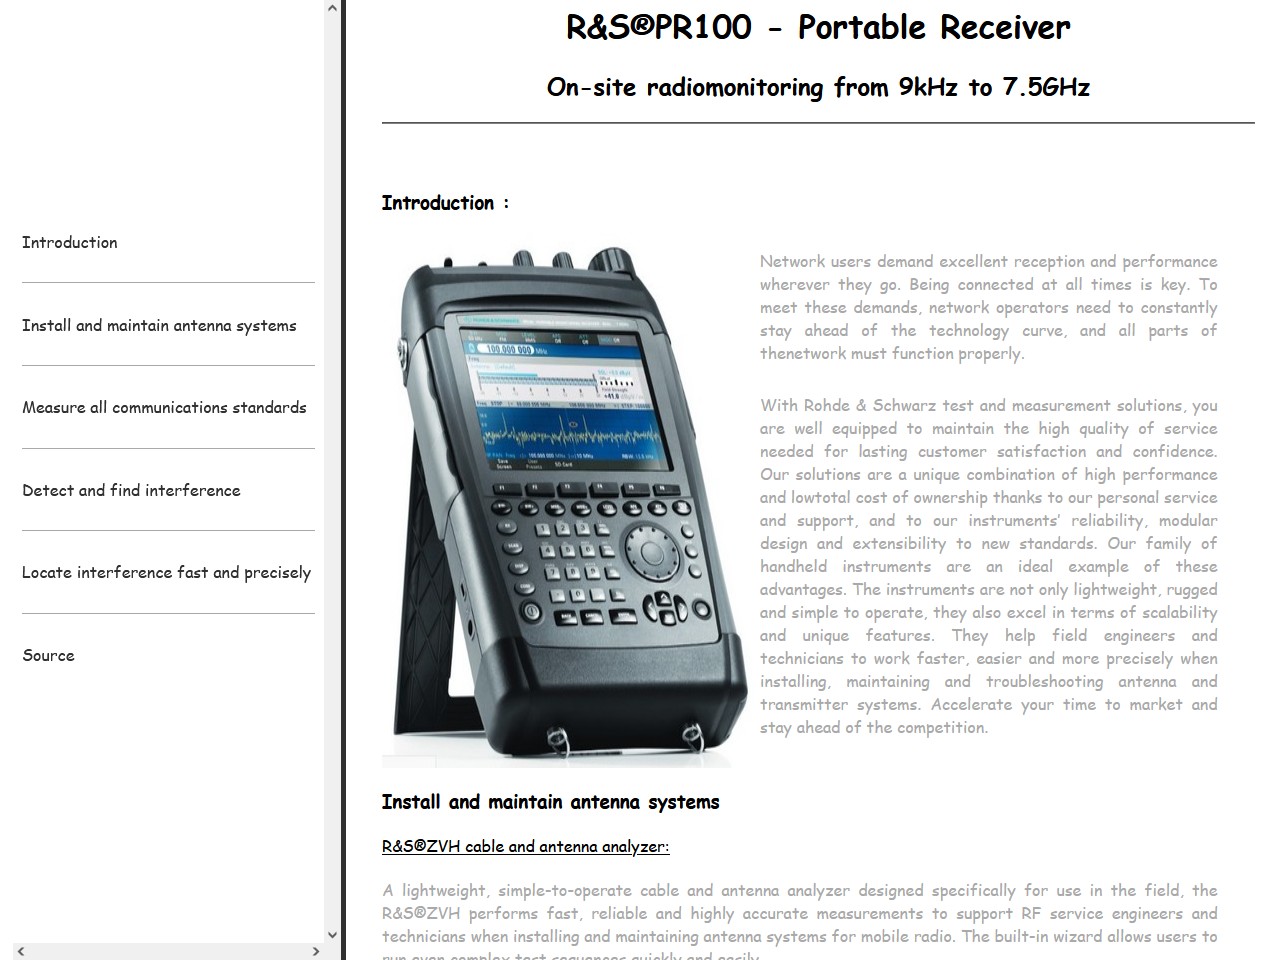 R&S®PR100 - Portable Receiver
On-site radiomonitoring from 9kHz to 7.5GHz
Introduction
Install and maintain antenna systems
Measure all communications standards
Detect and find interference
Locate interference fast and precisely
Source
Introduction :
100.000 000 MHz
Network users demand excellent reception and performance
wherever they go. Being connected at all times is key. To
meet these demands, network operators need to constantly
stay ahead of the technology curve, and all parts of
thenetwork must function properly.
With Rohde & Schwarz test and measurement solutions, you
are well equipped to maintain the high quality of service
needed for lasting customer satisfaction and confidence.
Our solutions are a unique combination of high performance
and lowtotal cost of ownership thanks to our personal service
and support, and to our instruments’ reliability, modular
design and extensibility to new standards. Our family of
handheld instruments are an ideal example of these
advantages. The instruments are not only lightweight, rugged
and simple to operate, they also excel in terms of scalability
and unique features. They help field engineers and
technicians to work faster, easier and more precisely when
installing, maintaining and troubleshooting antenna and
transmitter systems. Accelerate your time to market and
stay ahead of the competition.
Install and maintain antenna systems
R&S®ZVH cable and antenna analyzer:
A lightweight, simple-to-operate cable and antenna analyzer designed specifically for use in the field, the
R&S®ZVH performs fast, reliable and highly accurate measurements to support RF service engineers and
technicians when installing and maintaining antenna systems for mobile radio. The built-in wizard allows users to
run even complex test sequences quickly and easily.